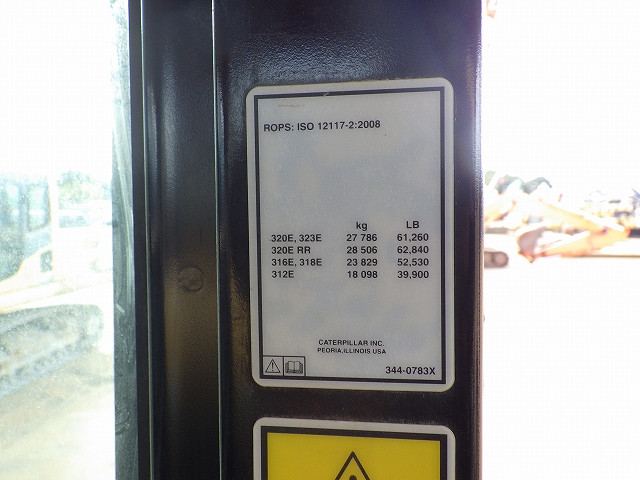 ROPS: ISO 12117-2:2008
kg LB
320E, 323E 27 786 61,260
320E RR 28 506 62,840
316E, 318E 23 829 52,530
312E 18 098 39,900
CATERPILLAR INC.
PEORIA, ILLINOIS USA
344-0783X